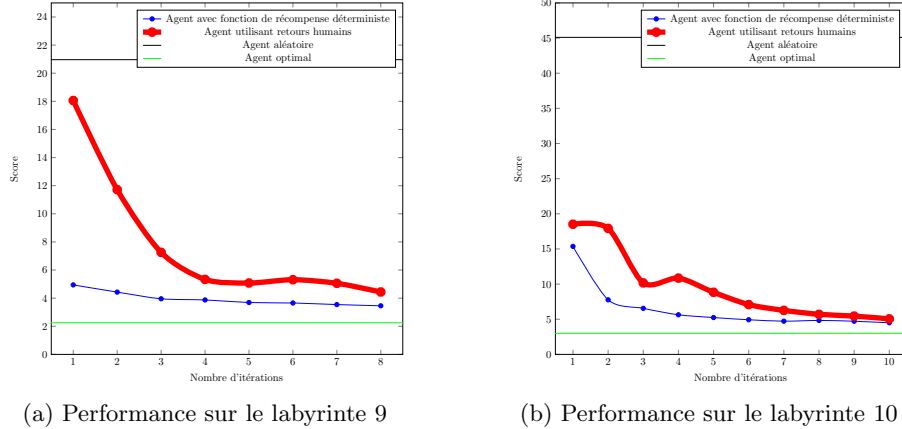 Agent avec fonction de récompense déterministe
Agent utilisant retours humains
Agent aléatoire
Agent optimal
24
22
20
18
16
14
12
10
8
6
4
2
0
Score
1 2 3 4 5 6 7 8
Nombre d'itérations
(a) Performance sur le labyrinthe 9
Agent avec fonction de récompense déterministe
Agent utilisant retours humains
Agent aléatoire
Agent optimal
50
45
40
35
30
25
20
15
10
5
0
Score
1 2 3 4 5 6 7 8 9 10
Nombre d'itérations
(b) Performance sur le labyrinthe 10